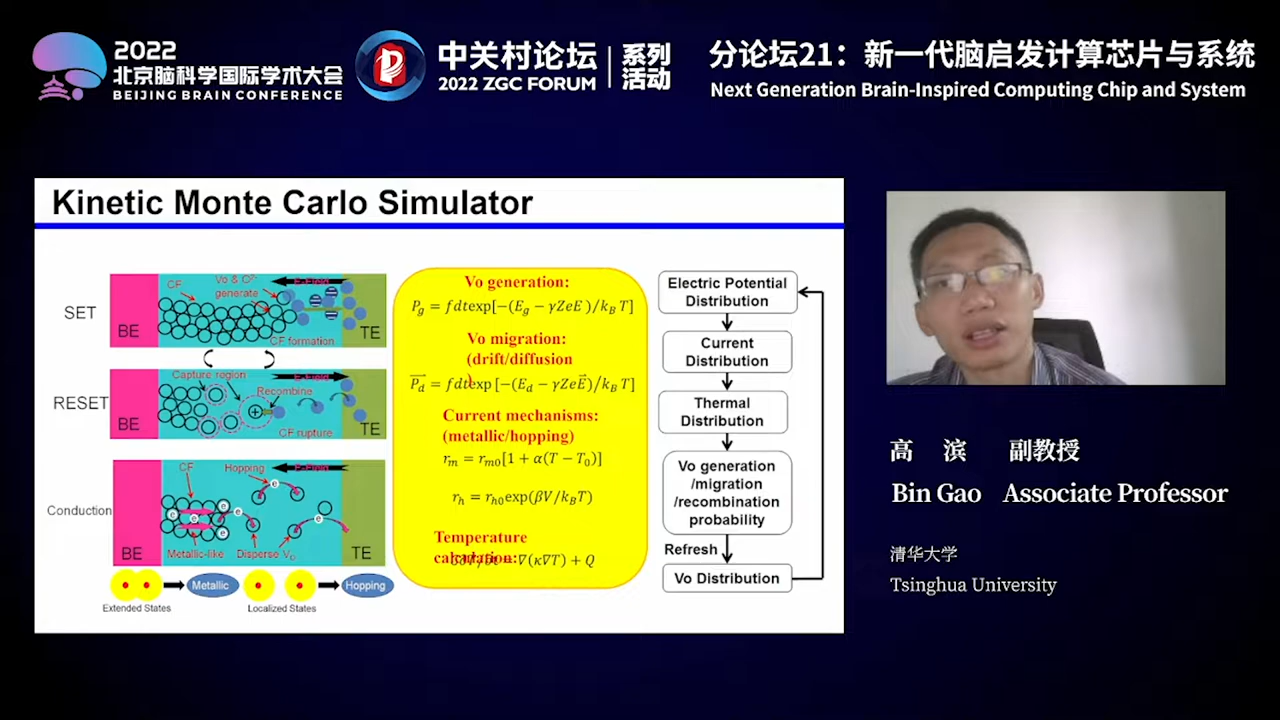 2022
北京脑科学国际学术大会
BEIJING BRAIN CONFERENCE
中关村论坛
2022 ZGC FORUM
系列
活动
分论坛21：新一代脑启发计算芯片与系统
Next Generation Brain-Inspired Computing Chip and System
Kinetic Monte Carlo Simulator
SET
CF
Vo & O²⁻
generate
E-Field
BE
TE
CF formation
RESET
Capture region
E-Field
Recombine
BE
TE
CF rupture
Conduction
CF
Hopping
E-Field
e
e
e
e
e
e
BE
Metallic-like
Disperse V_O
TE
Metallic
Hopping
Extended States
Localized States
Vo generation:
P_g = fdtexp[−(E_g − γZeE)/k_B T]
Vo migration:
(drift/diffusion
)
P_d = fdtexp[−(E_d − γZeE)/k_B T]
Current mechanisms:
(metallic/hopping)
r_m = r_m0[1 + α(T − T_0)]
r_h = r_h0exp(βV/k_B T)
Temperature
∇(κ∇T) + Q
Electric Potential
Distribution
Current
Distribution
Thermal
Distribution
Vo generation
/migration
/recombination
probability
Refresh
Vo Distribution
高 滨 副教授
Bin Gao Associate Professor
清华大学
Tsinghua University